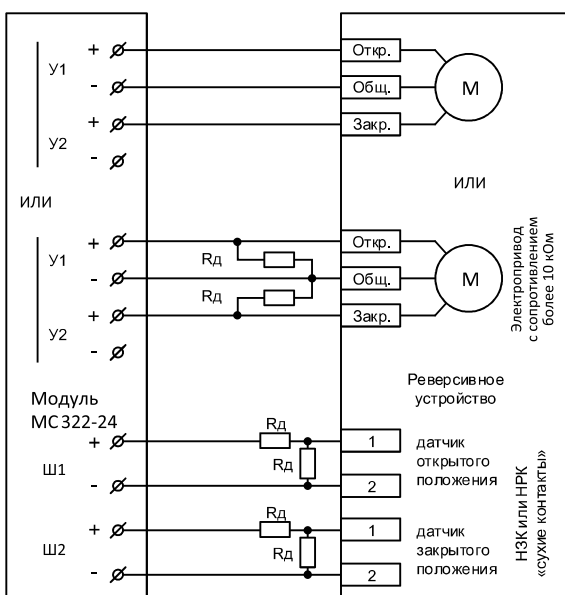 +
Откр.
У1
-
Общ.
М
+
Закр.
У2
-
ИЛИ
ИЛИ
+
Откр.
У1
Rд
-
Общ.
М
Rд
+
Закр.
У2
-
Электропривод
с сопротивлением
более 10 кОм
Реверсивное
устройство
Модуль
МС322-24
+
Rд
1
датчик
открытого
положения
Ш1
Rд
-
2
+
Rд
1
датчик
закрытого
положения
Ш2
Rд
-
2
НЗК или НРК
«сухие контакты»